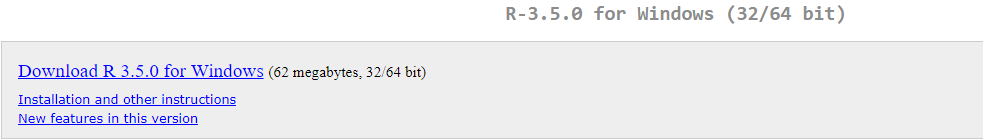 R-3.5.0 for Windows (32/64 bit)
Download R 3.5.0 for Windows (62 megabytes, 32/64 bit)
Installation and other instructions
New features in this version